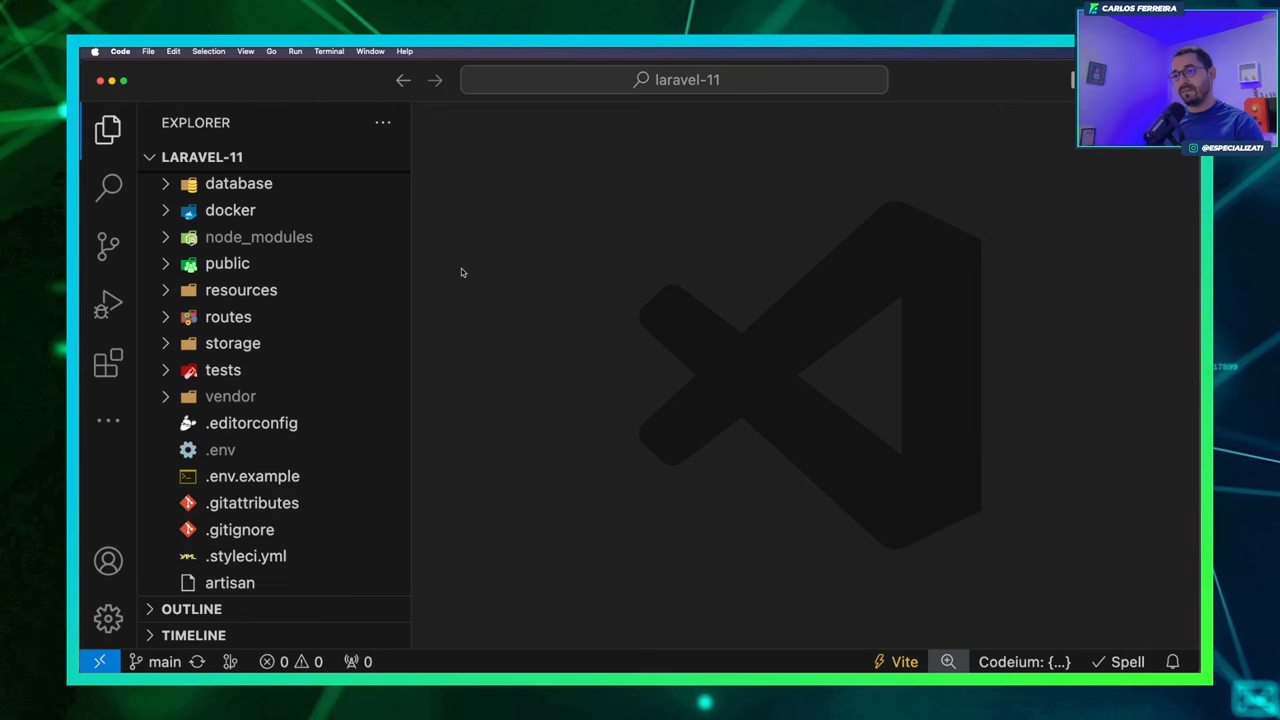 CARLOS FERREIRA
Code File Edit Selection View Go Run Terminal Window Help
laravel-11
EXPLORER
LARAVEL-11
database
docker
node_modules
public
resources
routes
storage
tests
vendor
.editorconfig
.env
.env.example
.gitattributes
.gitignore
.styleci.yml
artisan
OUTLINE
TIMELINE
main 0 0 0 Vite Codeium: {...} Spell
@ESPECIALIZATI
17899